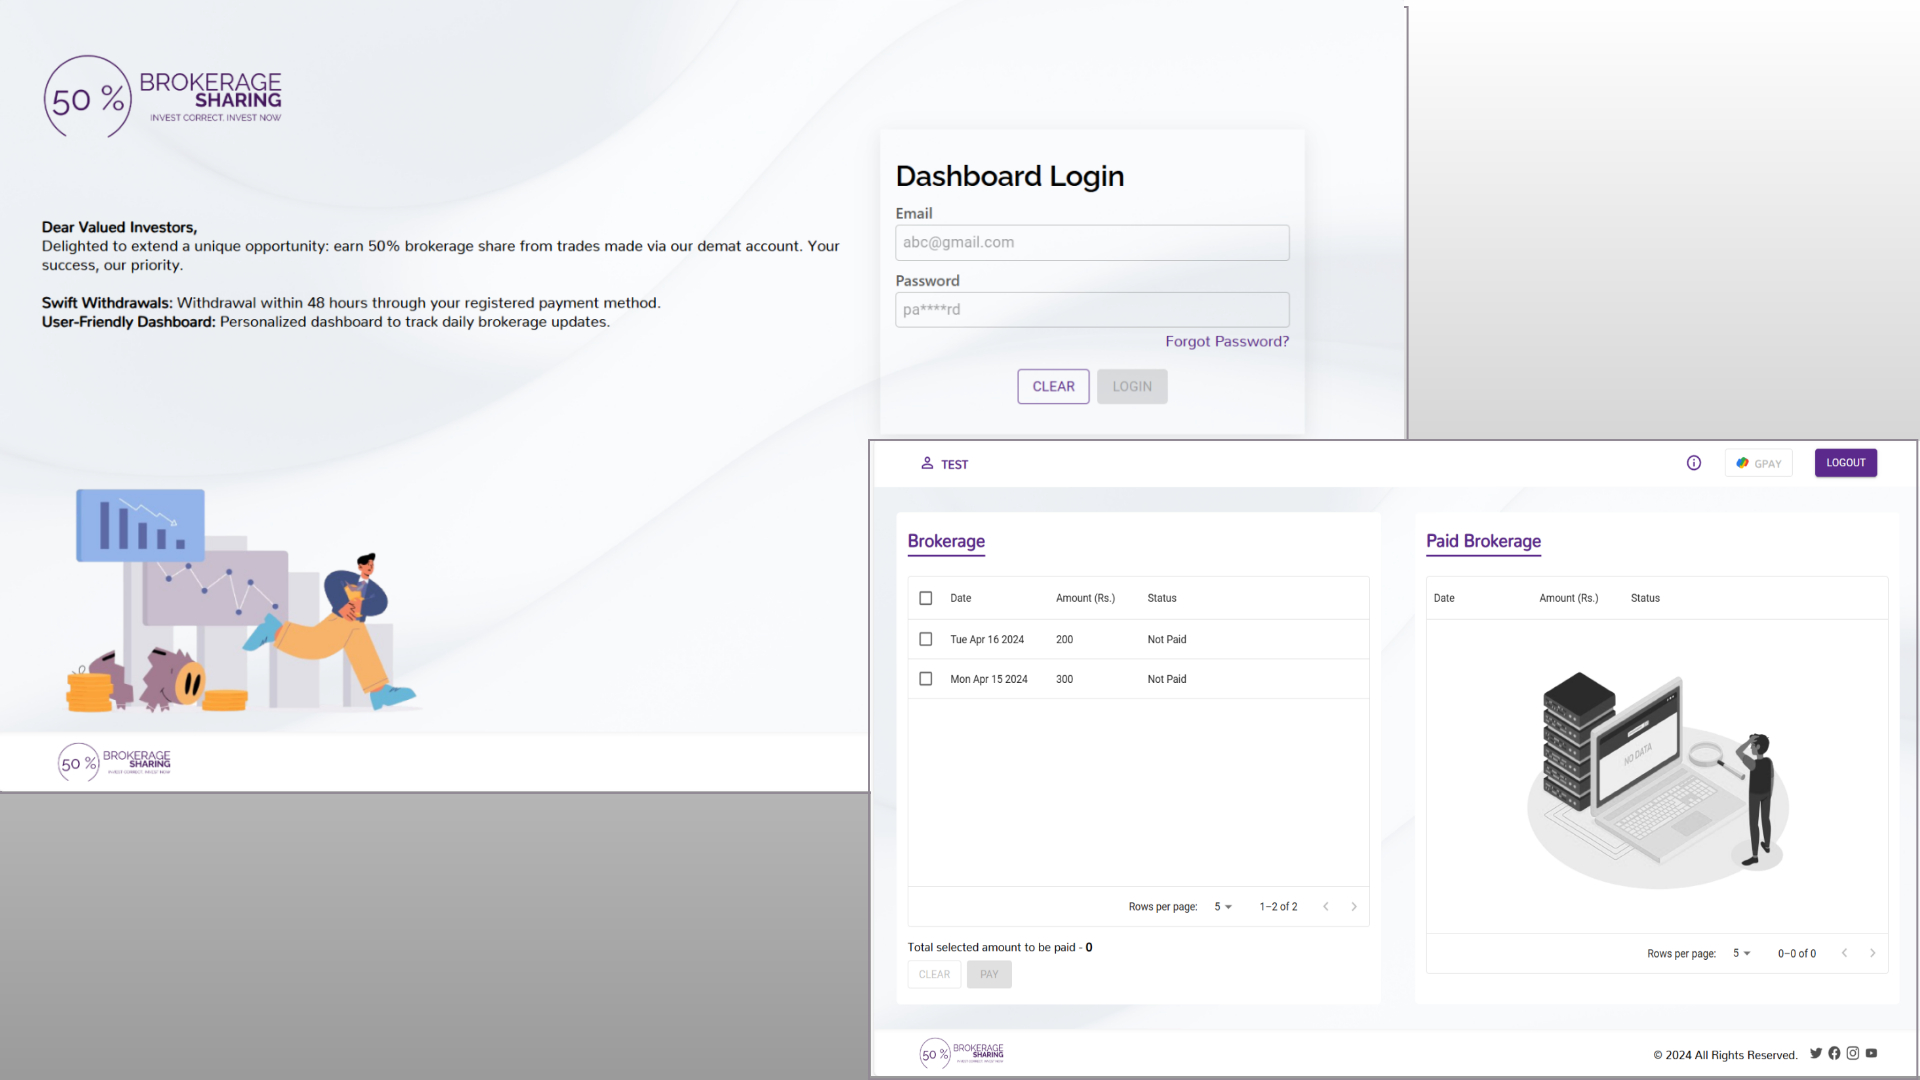 50 %
BROKERAGE
SHARING
INVEST CORRECT. INVEST NOW
Dear Valued Investors,
Delighted to extend a unique opportunity: earn 50% brokerage share from trades made via our demat account. Your
success, our priority.
Swift Withdrawals: Withdrawal within 48 hours through your registered payment method.
User-Friendly Dashboard: Personalized dashboard to track daily brokerage updates.
Dashboard Login
Email
abc@gmail.com
Password
pa****rd
Forgot Password?
CLEAR LOGIN
50 %
BROKERAGE
SHARING
INVEST CORRECT. INVEST NOW
TEST
GPAY
LOGOUT
Brokerage
Date Amount (Rs.) Status
Tue Apr 16 2024 200 Not Paid
Mon Apr 15 2024 300 Not Paid
Rows per page: 5 1–2 of 2
Total selected amount to be paid - 0
CLEAR PAY
Paid Brokerage
Date Amount (Rs.) Status
NO DATA
Rows per page: 5 0–0 of 0
50 %
BROKERAGE
SHARING
INVEST CORRECT. INVEST NOW
© 2024 All Rights Reserved.